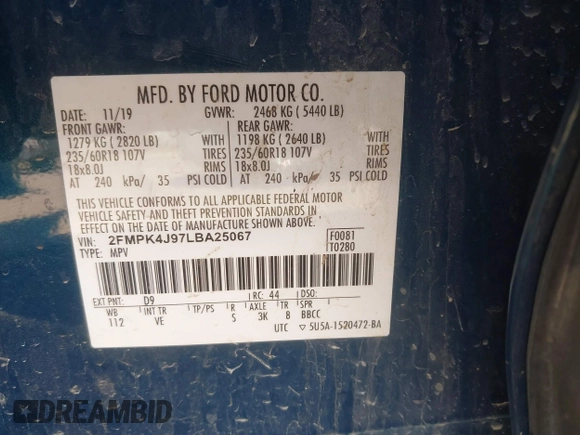 MFD. BY FORD MOTOR CO.
DATE: 11/19 GVWR: 2468 KG ( 5440 LB)
FRONT GAWR: REAR GAWR:
1279 KG ( 2820 LB) WITH 1198 KG ( 2640 LB) WITH
235/60R18 107V TIRES 235/60R18 107V TIRES
18x8.0J RIMS 18x8.0J RIMS
AT 240 kPa/ 35 PSI COLD AT 240 kPa/ 35 PSI COLD
THIS VEHICLE CONFORMS TO ALL APPLICABLE FEDERAL MOTOR
VEHICLE SAFETY AND THEFT PREVENTION STANDARDS IN
EFFECT ON THE DATE OF MANUFACTURE SHOWN ABOVE.
VIN: 2FMPK4J97LBA25067 F0081
TYPE: MPV T0280
EXT PNT: D9 RC: 44 DSO:
WB INT TR TP/PS R AXLE TR SPR
112 VE S 3K 8 BBCC
UTC ▽ 5U5A-1520472-BA
DREAMBID